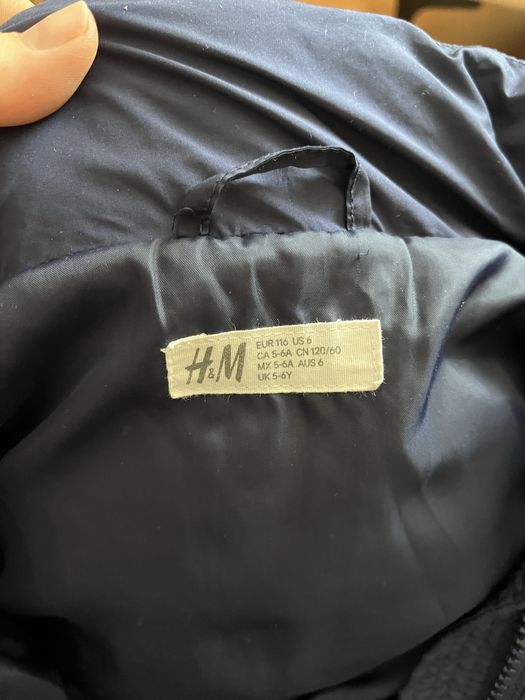 H&M
EUR 116 US 6
CA 5-6A CN 120/60
MX 5-6A AUS 6
UK 5-6Y